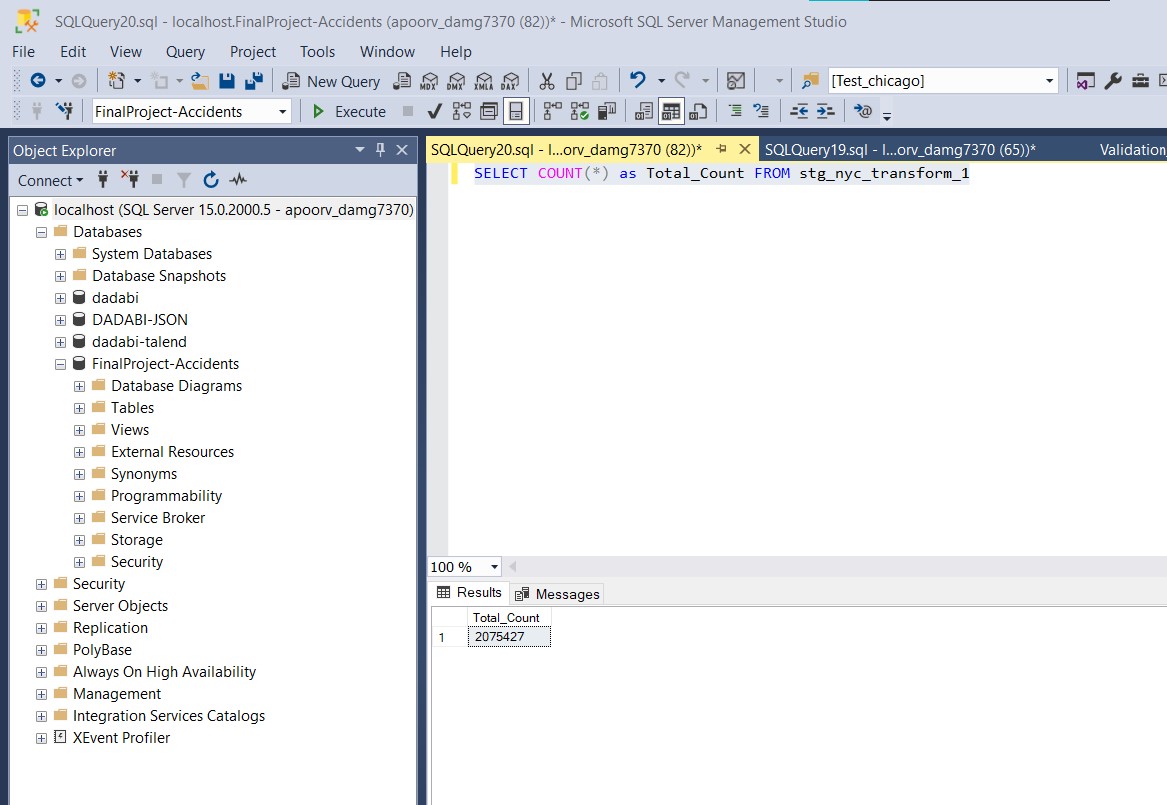 SQLQuery20.sql - localhost.FinalProject-Accidents (apoorv_damg7370 (82))* - Microsoft SQL Server Management Studio
File Edit View Query Project Tools Window Help
New Query MDX DMX XMLA DAX [Test_chicago]
FinalProject-Accidents Execute
Object Explorer
SQLQuery20.sql - l...orv_damg7370 (82))* SQLQuery19.sql - l...orv_damg7370 (65))* Validation
Connect
SELECT COUNT(*) as Total_Count FROM stg_nyc_transform_1
localhost (SQL Server 15.0.2000.5 - apoorv_damg7370)
Databases
System Databases
Database Snapshots
dadabi
DADABI-JSON
dadabi-talend
FinalProject-Accidents
Database Diagrams
Tables
Views
External Resources
Synonyms
Programmability
Service Broker
Storage
Security
Security
Server Objects
Replication
PolyBase
Always On High Availability
Management
Integration Services Catalogs
XEvent Profiler
100 %
Results Messages
Total_Count
1 2075427